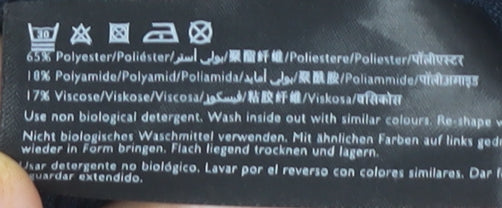 30
65% Polyester/Poliéster/بولي أستر/聚酯纤维/Poliestere/Poliester/पॉलीएस्टर
18% Polyamide/Polyamid/Poliamida/بولي أمايد/聚酰胺/Poliammide/पॉलीअमाइड
17% Viscose/Viskose/Viscosa/فيسكوز/粘胶纤维/Viskosa/
Use non biological detergent. Wash inside out with similar colours. Re-shape
Nicht biologisches Waschmittel verwenden. Mit ähnlichen Farben auf links
wieder in Form bringen. Flach liegend trocknen und lagern.
Usar detergente no biológico. Lavar por el reverso con colores similares. Dar
guardar extendido.